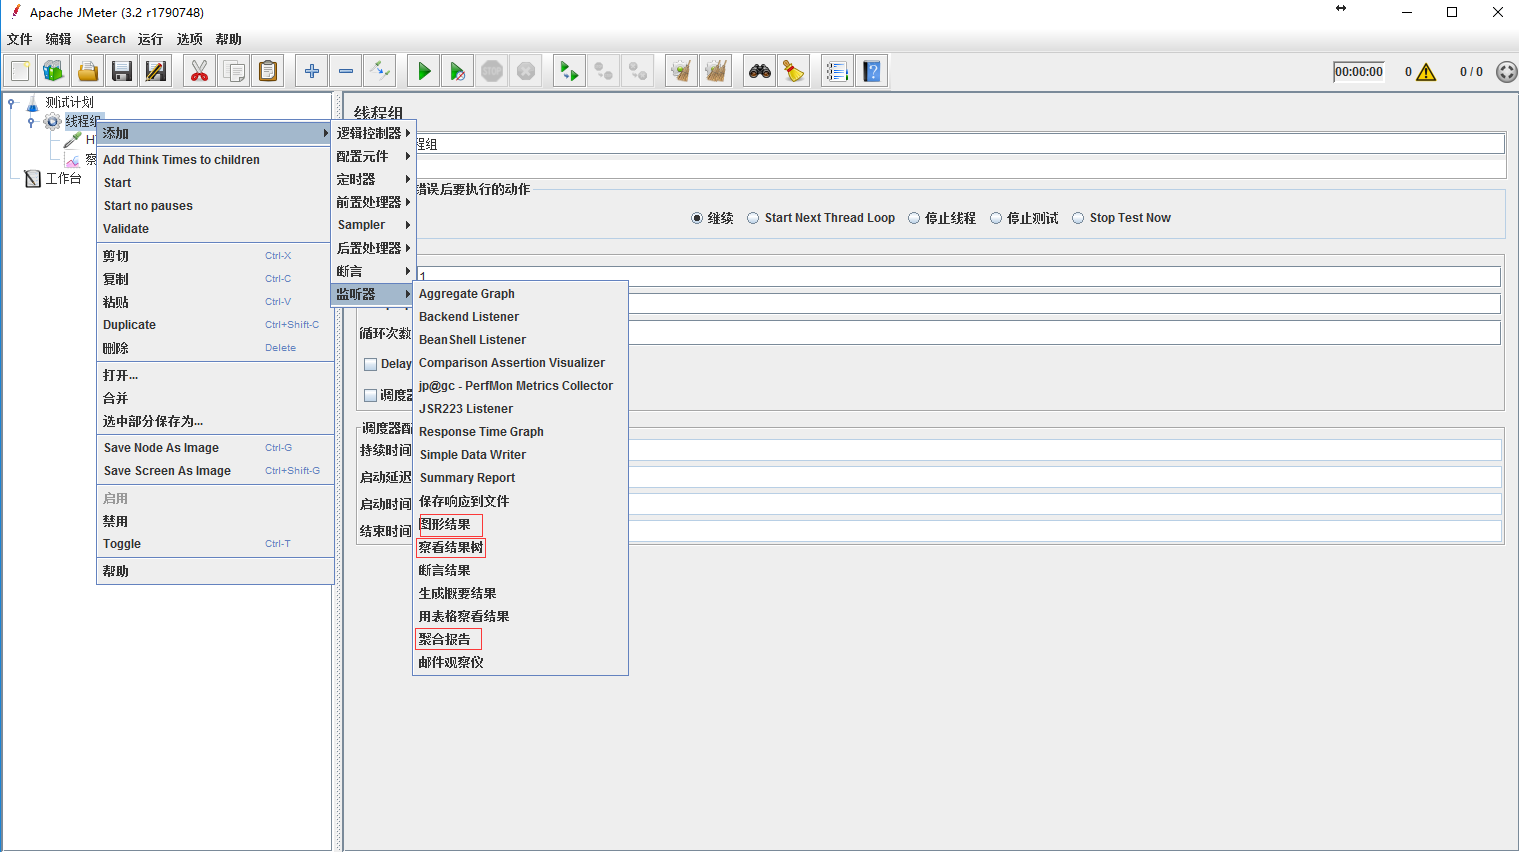 Apache JMeter (3.2 r1790748)
文件 编辑 Search 运行 选项 帮助
00:00:00 0 0 / 0
测试计划
线程组
H
察
工作台
添加
Add Think Times to children
Start
Start no pauses
Validate
剪切 Ctrl-X
复制 Ctrl-C
粘贴 Ctrl-V
Duplicate Ctrl+Shift-C
删除 Delete
打开...
合并
选中部分保存为...
Save Node As Image Ctrl-G
Save Screen As Image Ctrl+Shift-G
启用
禁用
Toggle Ctrl-T
帮助
逻辑控制器
配置元件
定时器
前置处理器
Sampler
后置处理器
断言
监听器
Aggregate Graph
Backend Listener
BeanShell Listener
Comparison Assertion Visualizer
jp@gc - PerfMon Metrics Collector
JSR223 Listener
Response Time Graph
Simple Data Writer
Summary Report
保存响应到文件
图形结果
察看结果树
断言结果
生成概要结果
用表格察看结果
聚合报告
邮件观察仪
线程组
程组
错误后要执行的动作
继续 Start Next Thread Loop 停止线程 停止测试 Stop Test Now
1
循环次数
Delay
调度器
调度器配
持续时间
启动延迟
启动时间
结束时间